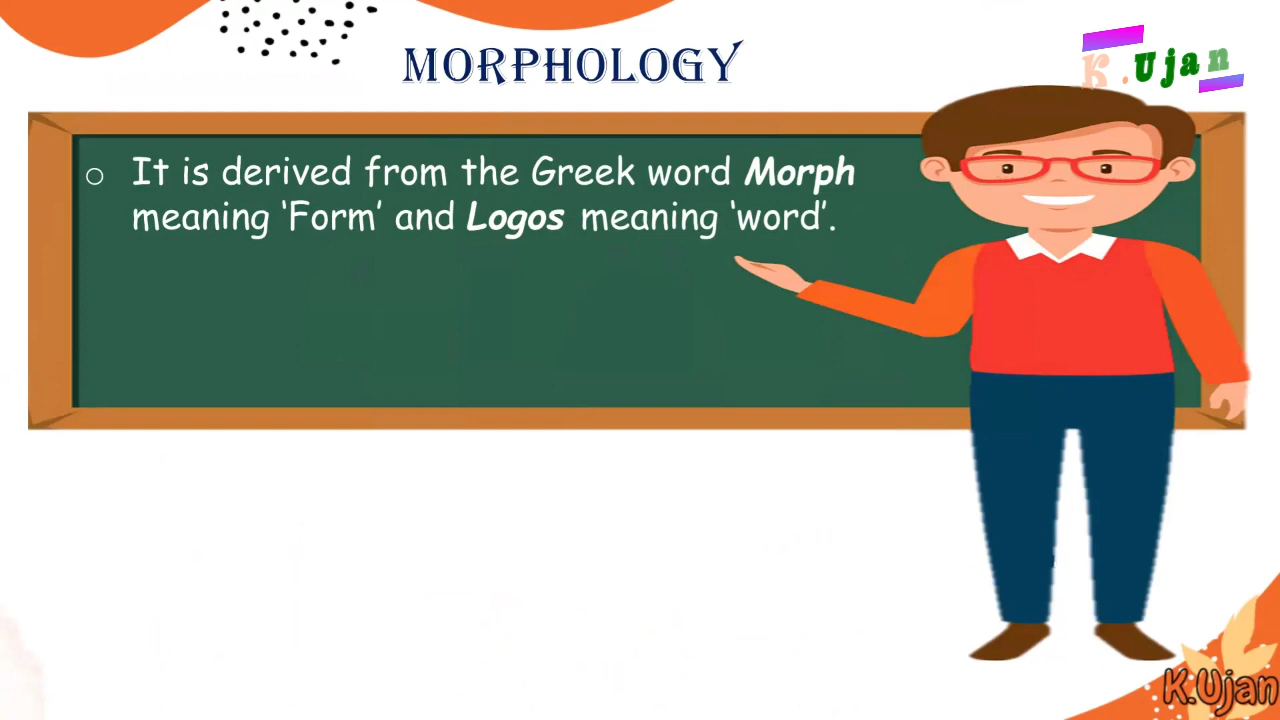 MORPHOLOGY
K.Ujan
○ It is derived from the Greek word Morph
meaning ‘Form’ and Logos meaning ‘word’.
K.Ujan